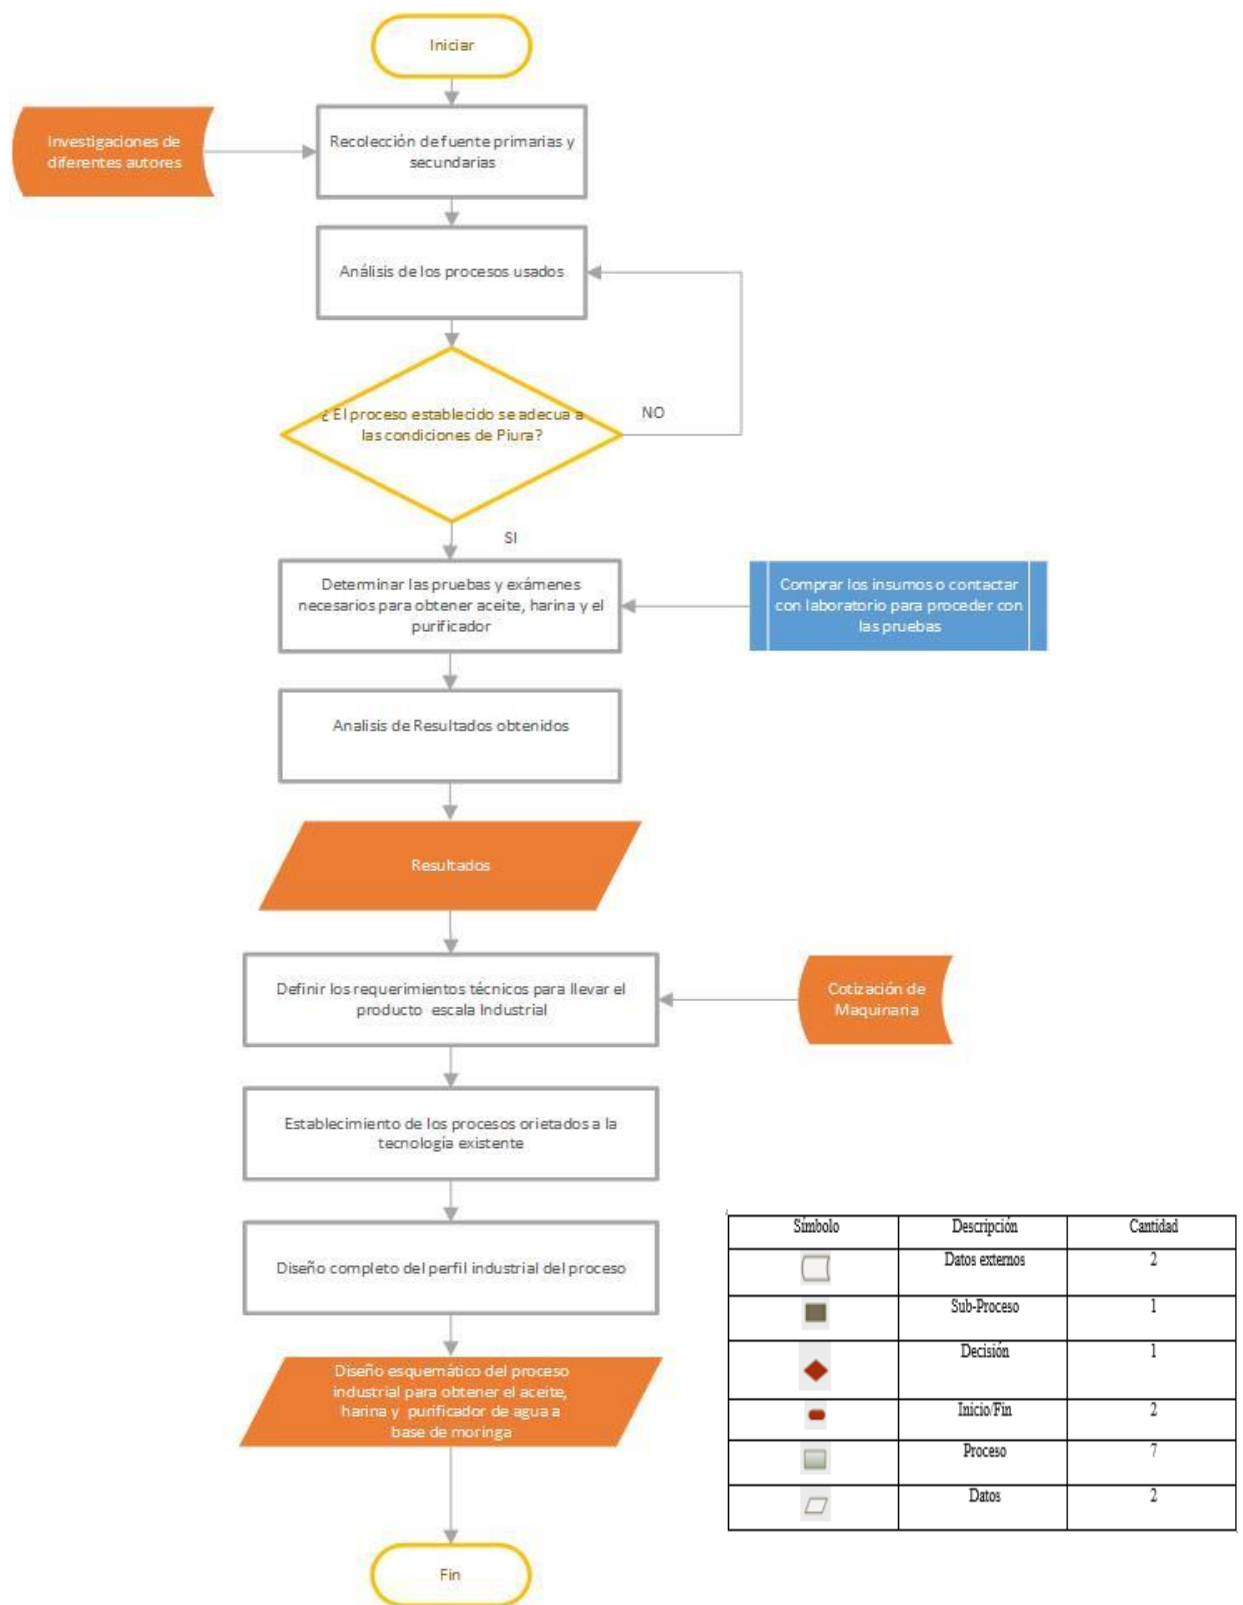 Iniciar
Investigaciones de
diferentes autores
Recolección de fuente primarias y
secundarias
Análisis de los procesos usados
¿ El proceso establecido se adecua a
las condiciones de Piura?
NO
SI
Determinar las pruebas y exámenes
necesarios para obtener aceite, harina y el
purificador
Comprar los insumos o contactar
con laboratorio para proceder con
las pruebas
Analisis de Resultados obtenidos
Resultados
Definir los requerimientos técnicos para llevar el
producto escala Industrial
Cotización de
Maquinaria
Establecimiento de los procesos orietados a la
tecnología existente
Diseño completo del perfil industrial del proceso
Diseño esquemático del proceso
industrial para obtener el aceite,
harina y purificador de agua a
base de moringa
Fin
Símbolo Descripción Cantidad
Datos externos 2
Sub-Proceso 1
Decisión 1
Inicio/Fin 2
Proceso 7
Datos 2